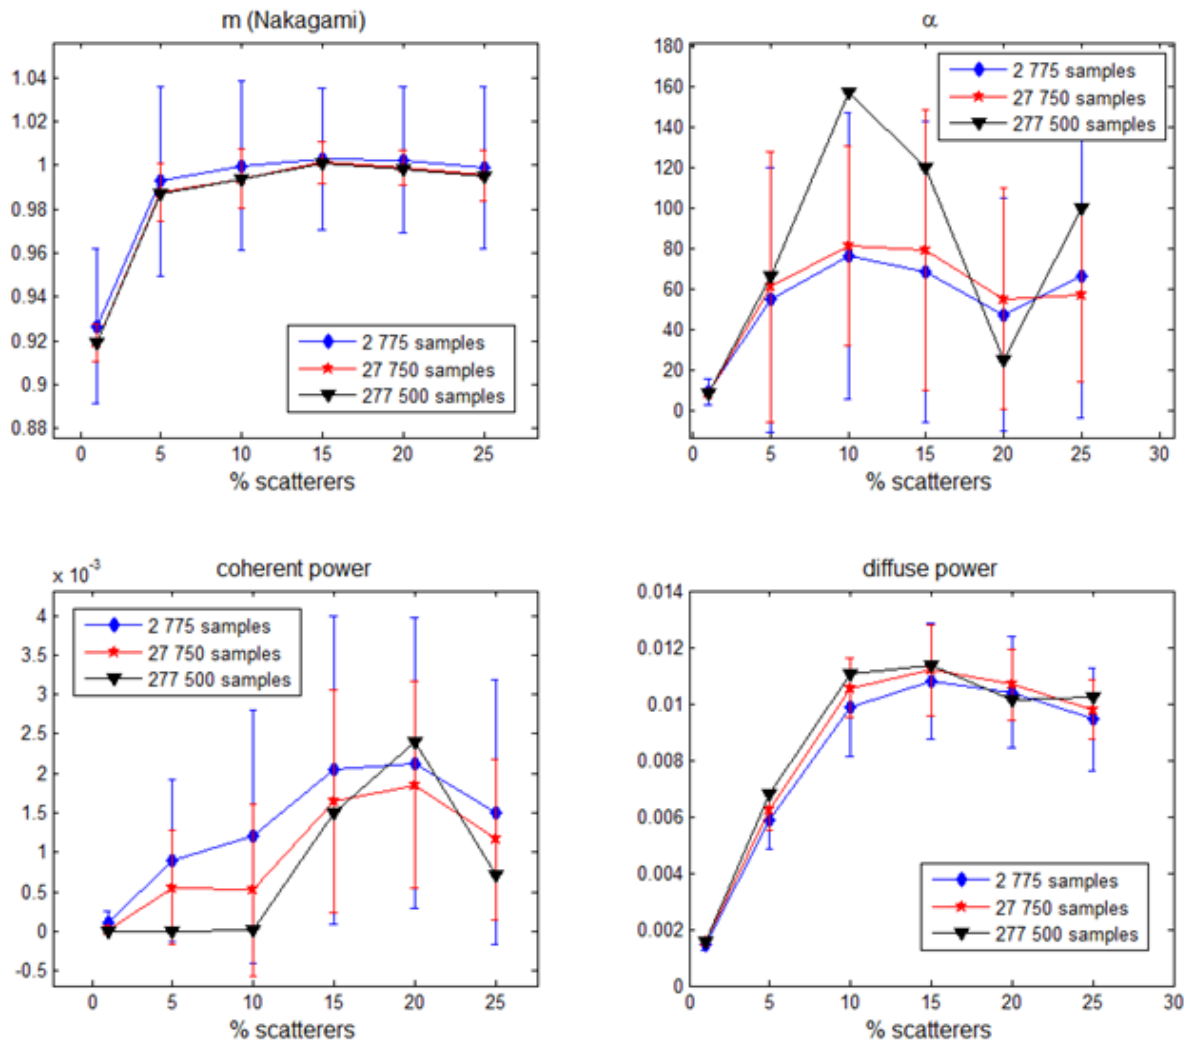 m (Nakagami)
1.04
1.02
1
0.98
0.96
0.94
0.92
0.9
0.88
2 775 samples
27 750 samples
277 500 samples
0 5 10 15 20 25
% scatterers
α
180
160
140
120
100
80
60
40
20
0
2 775 samples
27 750 samples
277 500 samples
0 5 10 15 20 25 30
% scatterers
coherent power
x 10⁻³
4
3.5
3
2.5
2
1.5
1
0.5
0
-0.5
2 775 samples
27 750 samples
277 500 samples
0 5 10 15 20 25
% scatterers
diffuse power
0.014
0.012
0.01
0.008
0.006
0.004
0.002
0
2 775 samples
27 750 samples
277 500 samples
0 5 10 15 20 25 30
% scatterers